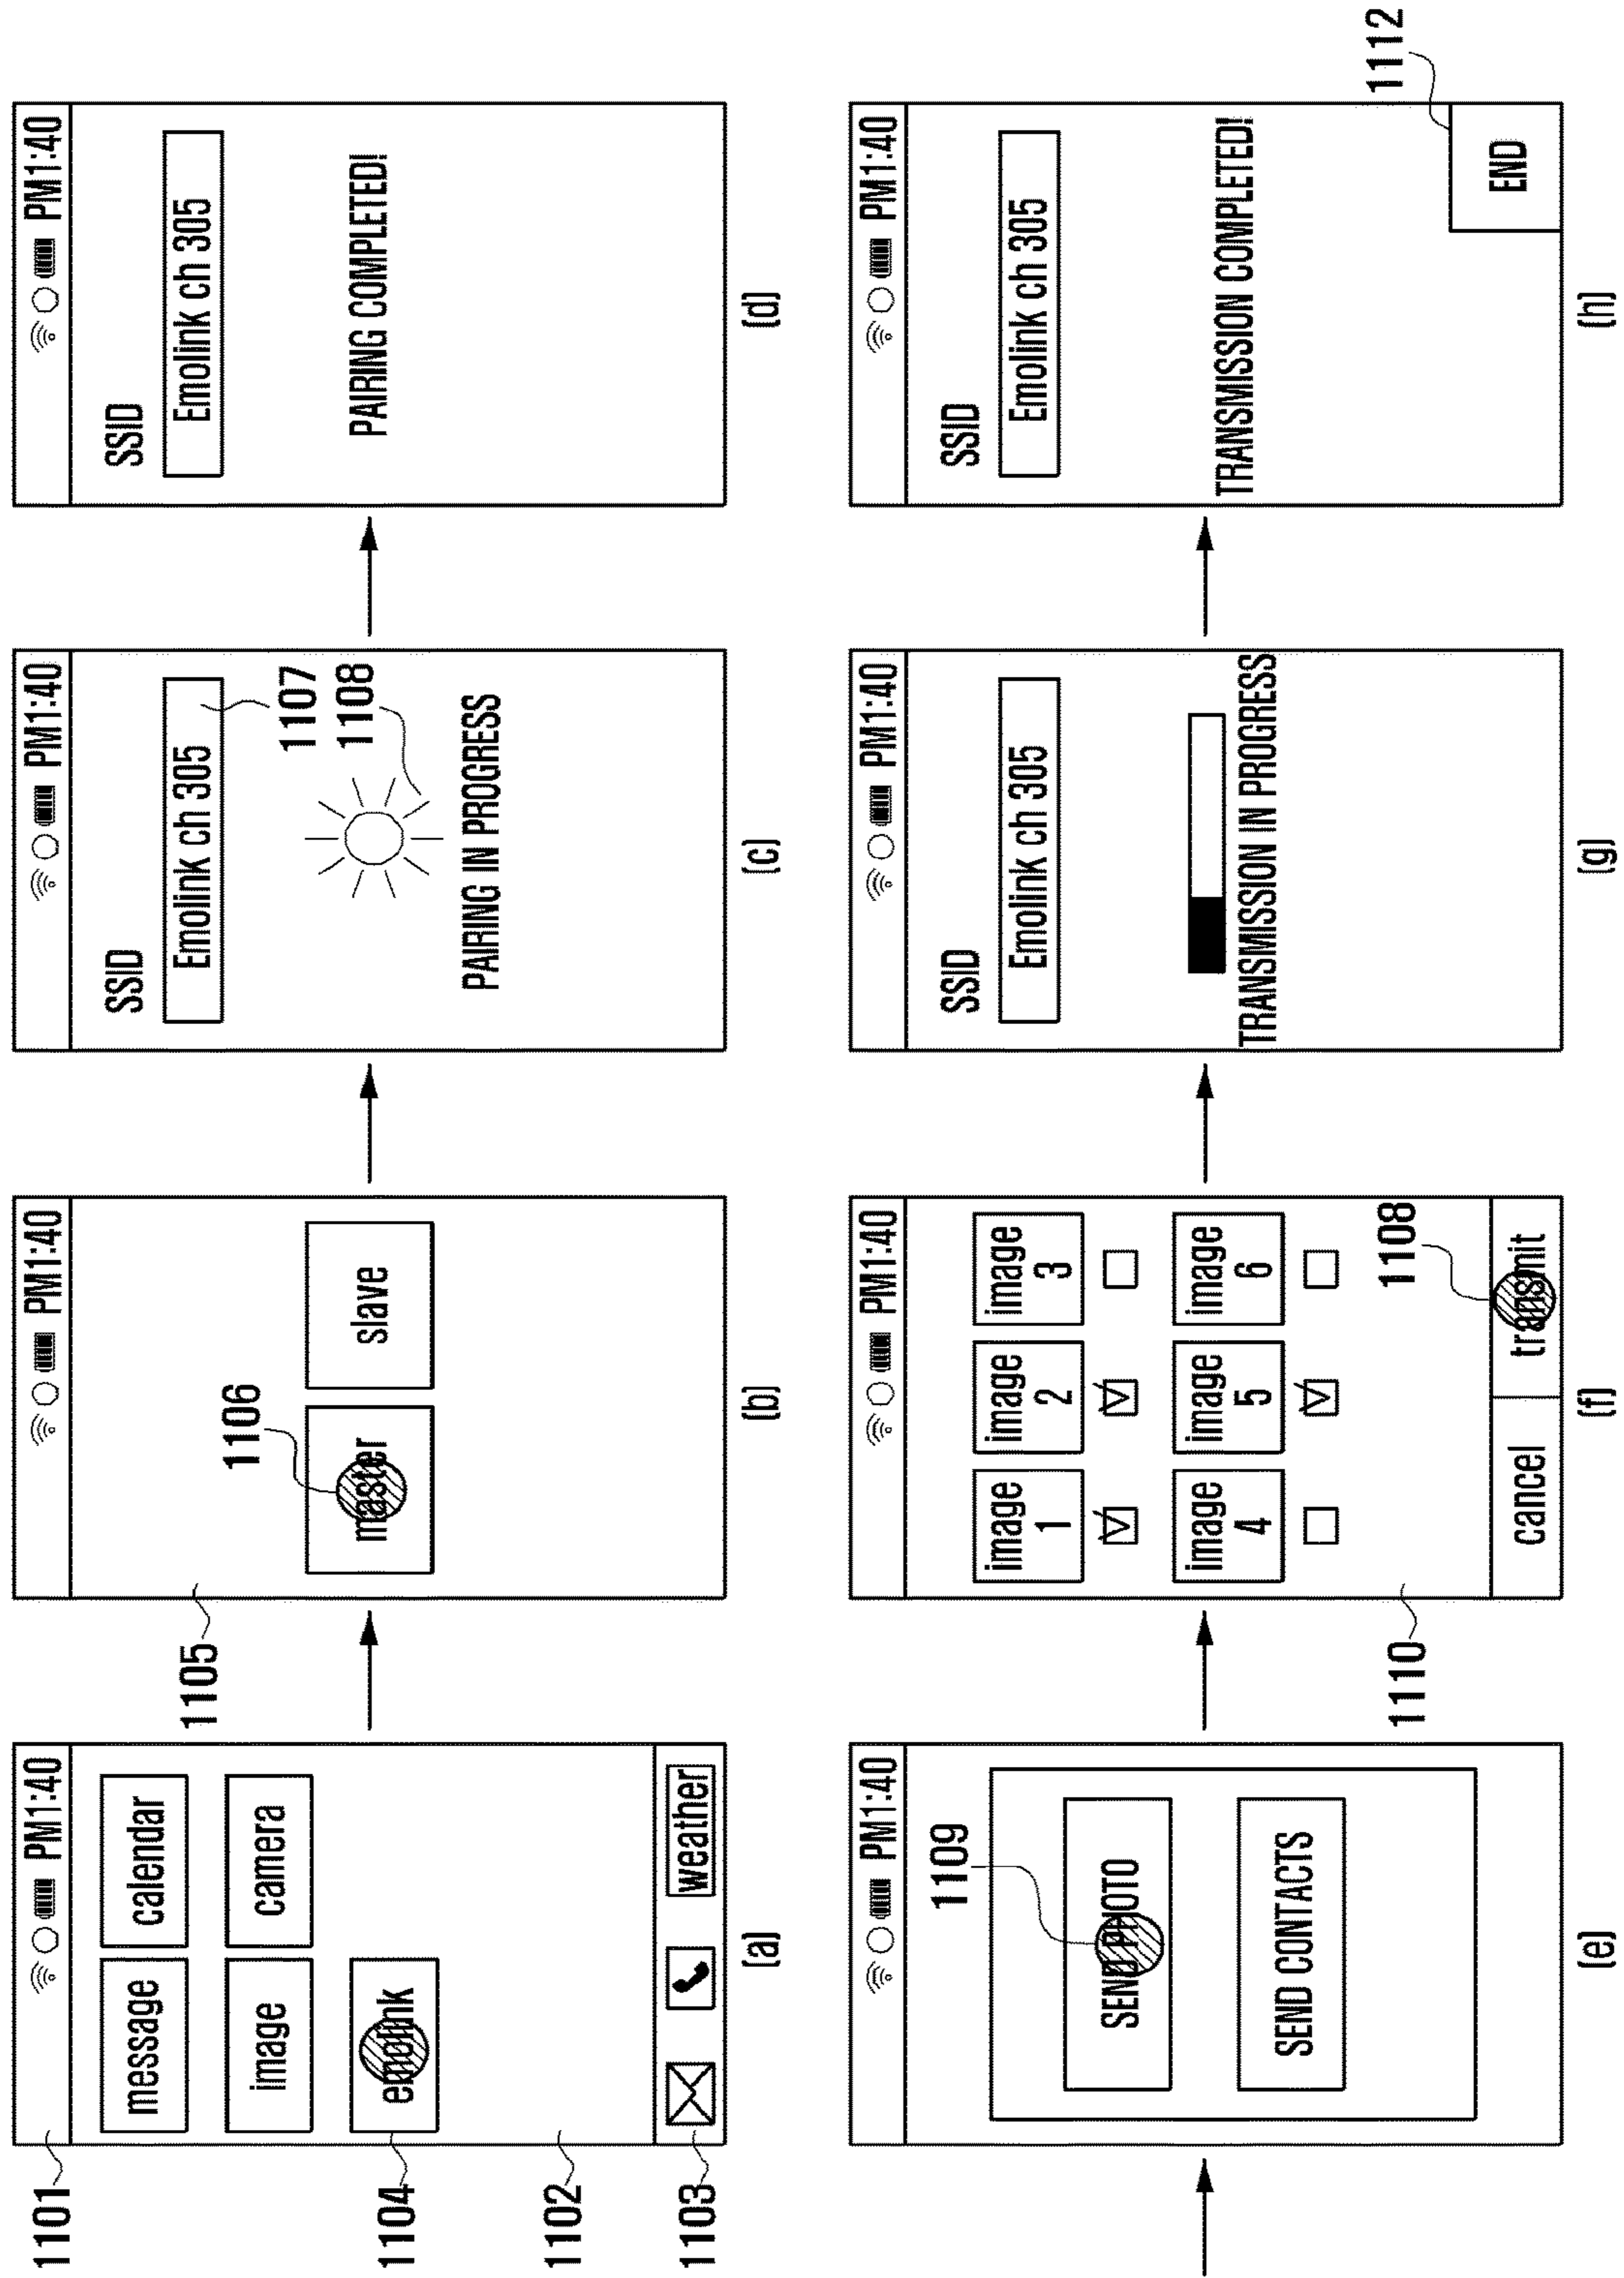 1101
PM1:40
message
calendar
image
camera
1104
emolink
1102
1103
weather
(a)
1105
PM1:40
1106
master
slave
(b)
PM1:40
SSID
Emolink ch 305
1107
1108
PAIRING IN PROGRESS
(c)
PM1:40
SSID
Emolink ch 305
PAIRING COMPLETED!
(d)
PM1:40
1109
SEND PHOTO
SEND CONTACTS
(e)
PM1:40
image 1
image 2
image 3
image 4
image 5
image 6
1110
1108
cancel
transmit
(f)
PM1:40
SSID
Emolink ch 305
TRANSMISSION IN PROGRESS
(g)
PM1:40
SSID
Emolink ch 305
TRANSMISSION COMPLETED!
1112
END
(h)